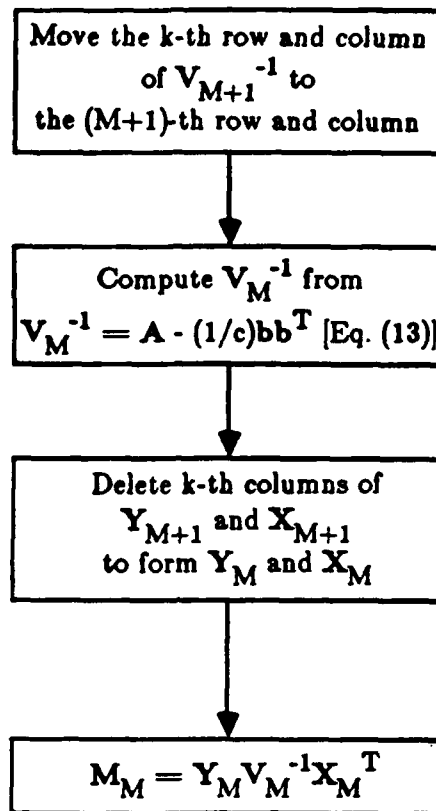 Move the k-th row and column
of V_{M+1}^{-1} to
the (M+1)-th row and column
Compute V_M^{-1} from
V_M^{-1} = A - (1/c)bb^T [Eq. (13)]
Delete k-th columns of
Y_{M+1} and X_{M+1}
to form Y_M and X_M
M_M = Y_M V_M^{-1} X_M^T